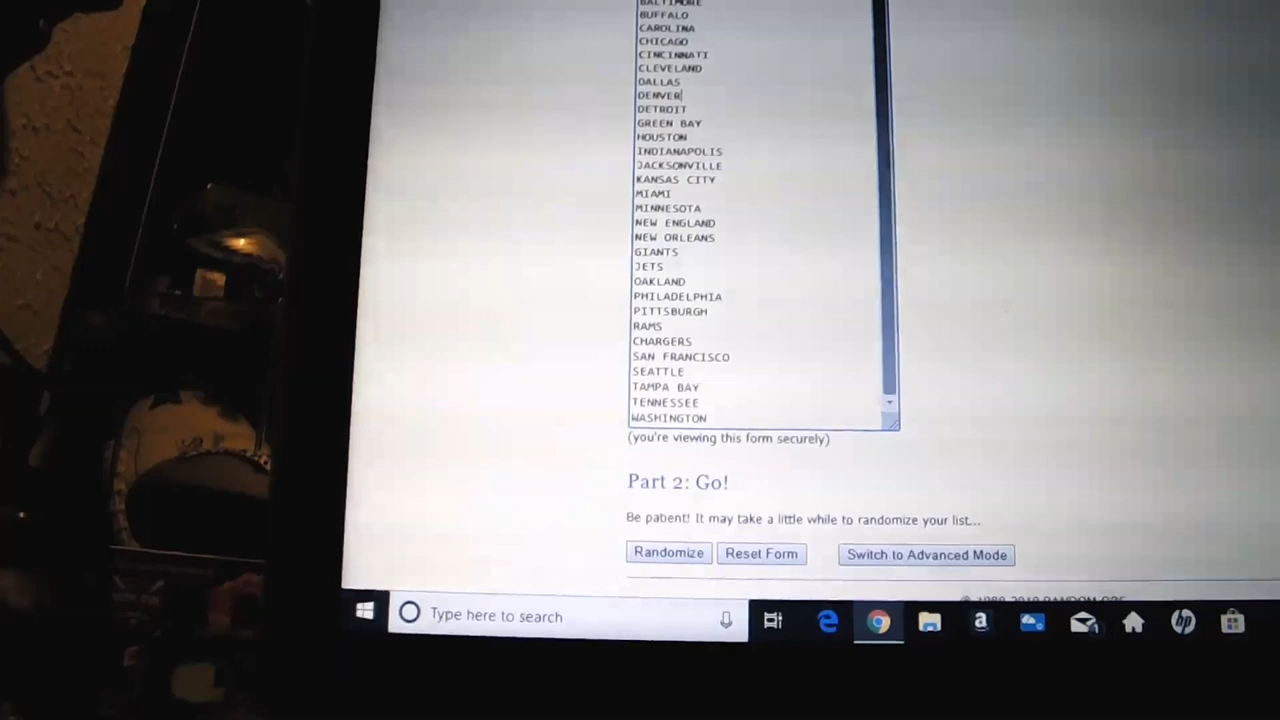 BALTIMORE
BUFFALO
CAROLINA
CHICAGO
CINCINNATI
CLEVELAND
DALLAS
DENVER
DETROIT
GREEN BAY
HOUSTON
INDIANAPOLIS
JACKSONVILLE
KANSAS CITY
MIAMI
MINNESOTA
NEW ENGLAND
NEW ORLEANS
GIANTS
JETS
OAKLAND
PHILADELPHIA
PITTSBURGH
RAMS
CHARGERS
SAN FRANCISCO
SEATTLE
TAMPA BAY
TENNESSEE
WASHINGTON
(you're viewing this form securely)
Part 2: Go!
Be patient! It may take a little while to randomize your list...
Randomize Reset Form Switch to Advanced Mode
Type here to search
a hp